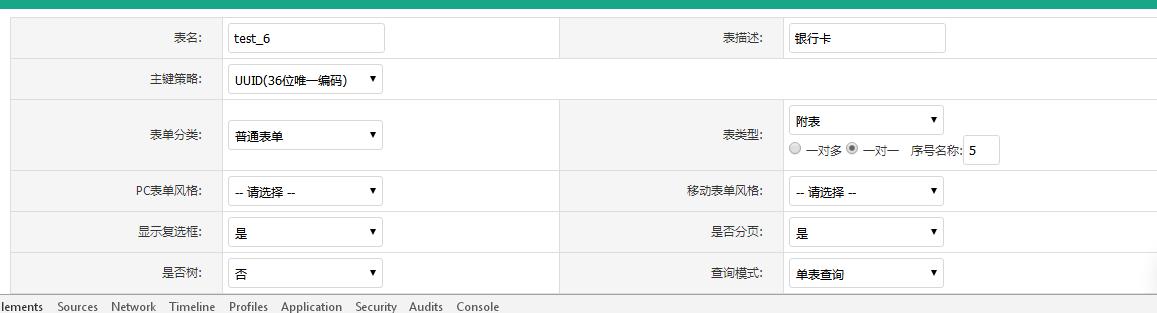 表名: test_6 表描述: 银行卡
主键策略: UUID(36位唯一编码)
表单分类: 普通表单 表类型: 附表
一对多 一对一 序号名称: 5
PC表单风格: -- 请选择 -- 移动表单风格: -- 请选择 --
显示复选框: 是 是否分页: 是
是否树: 否 查询模式: 单表查询
lements Sources Network Timeline Profiles Application Security Audits Console